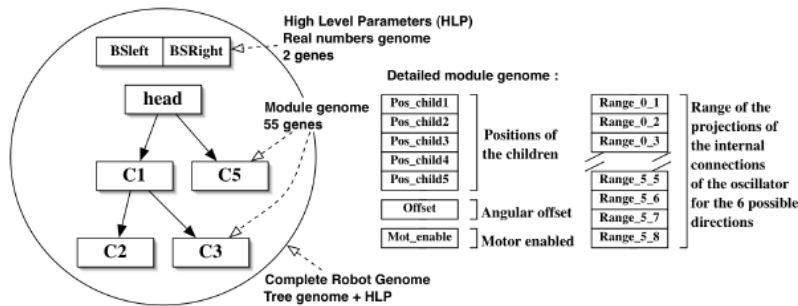 High Level Parameters (HLP)
Real numbers genome
2 genes
BSleft
BSRight
head
Module genome
55 genes
C1
C5
C2
C3
Complete Robot Genome
Tree genome + HLP
Detailed module genome :
Pos_child1
Pos_child2
Pos_child3
Pos_child4
Pos_child5
Positions of
the children
Offset
Angular offset
Mot_enable
Motor enabled
Range_0_1
Range_0_2
Range_0_3
Range_5_5
Range_5_6
Range_5_7
Range_5_8
Range of the
projections of
the internal
connections
of the oscillator
for the 6 possible
directions